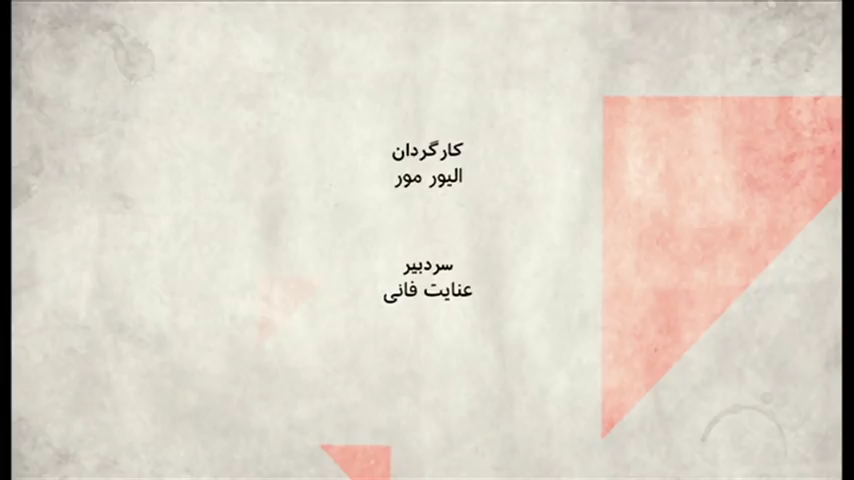 کارگردان
الیور مور
سردبیر
عنایت فانی